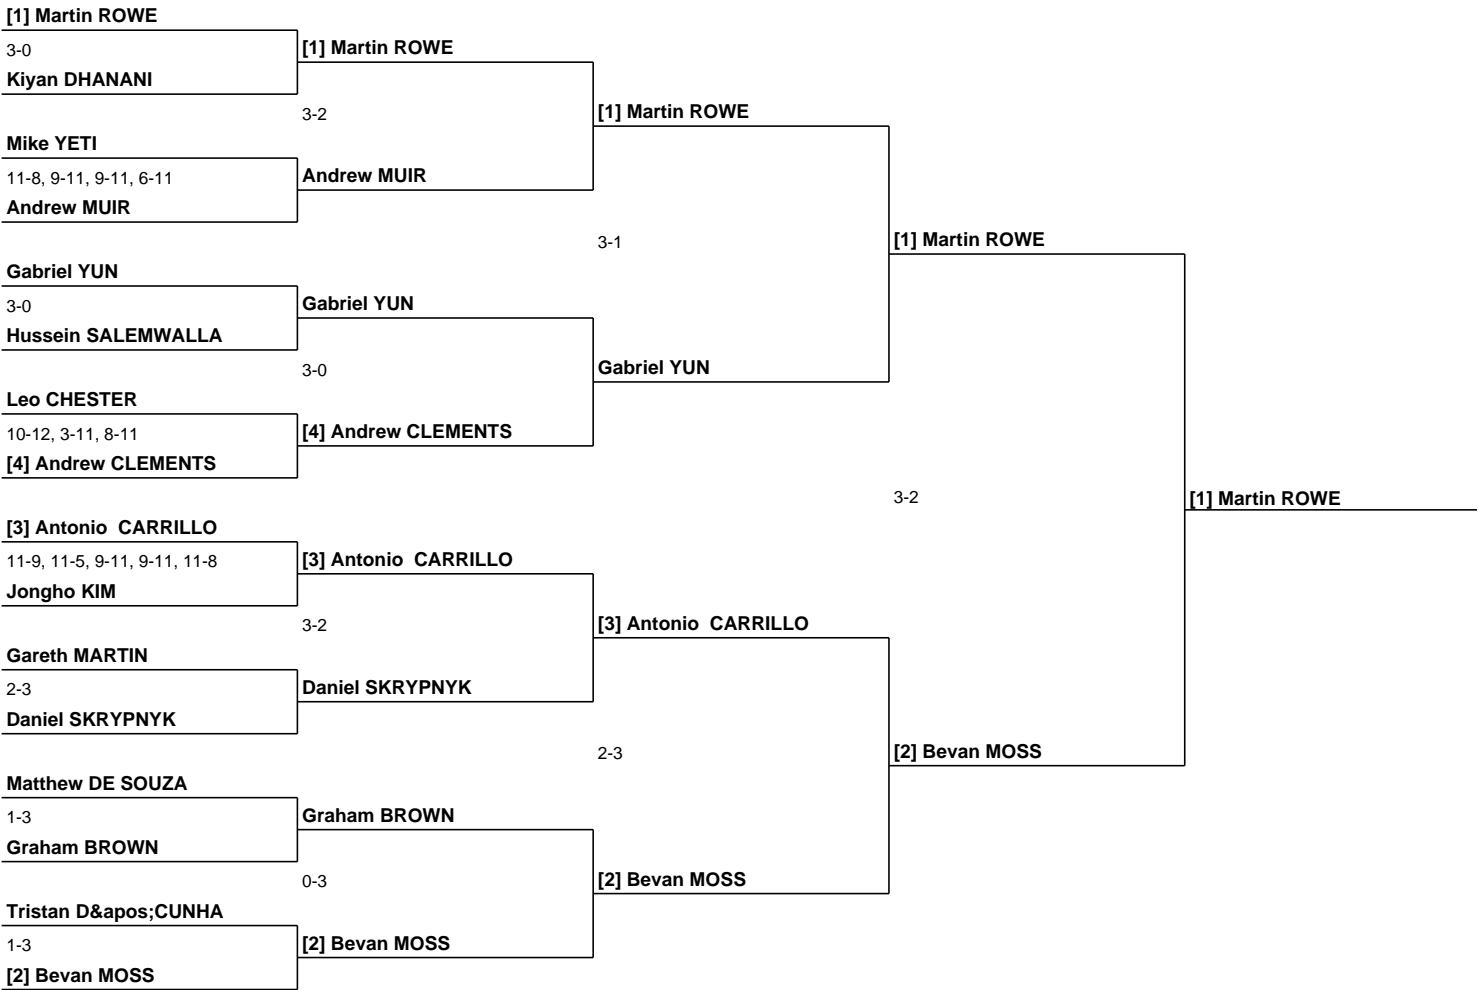 [1] Martin ROWE
3-0
Kiyan DHANANI
Mike YETI
11-8, 9-11, 9-11, 6-11
Andrew MUIR
Gabriel YUN
3-0
Hussein SALEMWALLA
Leo CHESTER
10-12, 3-11, 8-11
[4] Andrew CLEMENTS
[3] Antonio  CARRILLO
11-9, 11-5, 9-11, 9-11, 11-8
Jongho KIM
Gareth MARTIN
2-3
Daniel SKRYPNYK
Matthew DE SOUZA
1-3
Graham BROWN
Tristan D&apos;CUNHA
1-3
[2] Bevan MOSS
[1] Martin ROWE
3-2
Andrew MUIR
Gabriel YUN
3-0
[4] Andrew CLEMENTS
[3] Antonio  CARRILLO
3-2
Daniel SKRYPNYK
Graham BROWN
0-3
[2] Bevan MOSS
[1] Martin ROWE
3-1
Gabriel YUN
[3] Antonio  CARRILLO
2-3
[2] Bevan MOSS
[1] Martin ROWE
3-2
[2] Bevan MOSS
[1] Martin ROWE